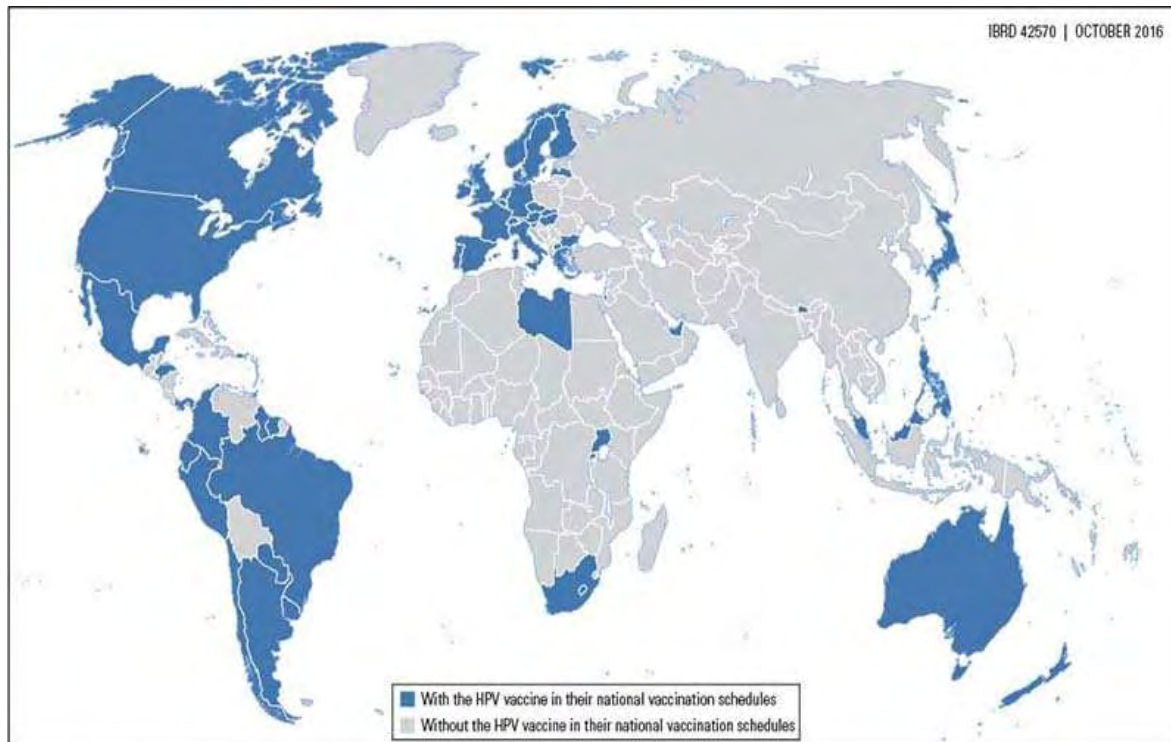 IBRD 42570 | OCTOBER 2016
With the HPV vaccine in their national vaccination schedules
Without the HPV vaccine in their national vaccination schedules